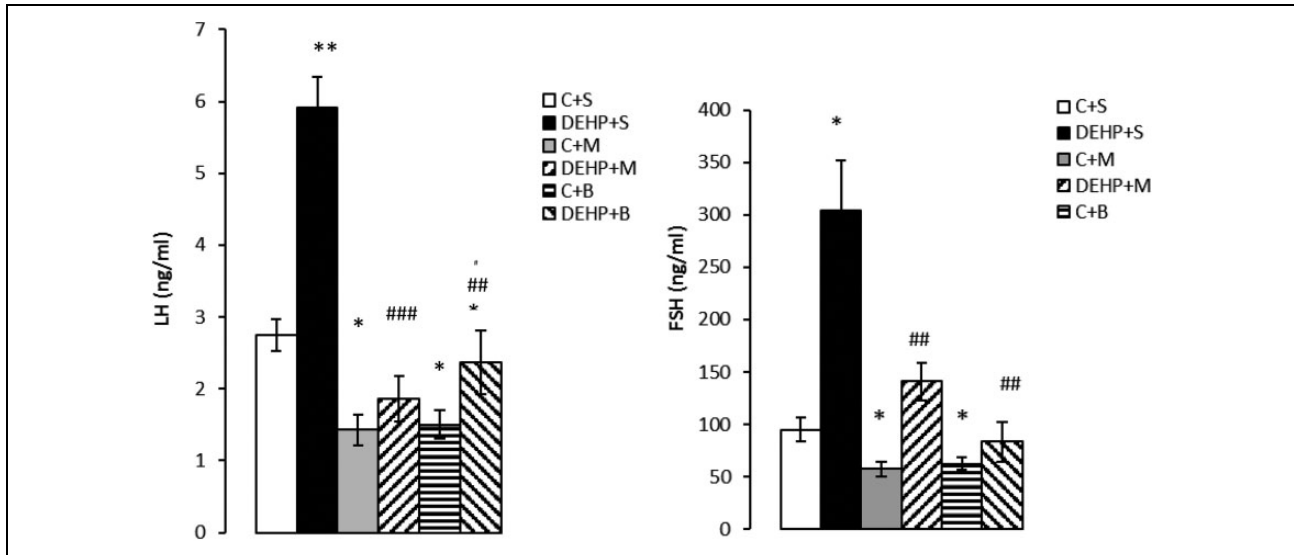 7
6
5
4
3
2
1
0
LH (ng/ml)
**
*
###
*
#
##
*
C+S
DEHP+S
C+M
DEHP+M
C+B
DEHP+B
400
350
300
250
200
150
100
50
0
FSH (ng/ml)
*
*
##
*
##
C+S
DEHP+S
C+M
DEHP+M
C+B